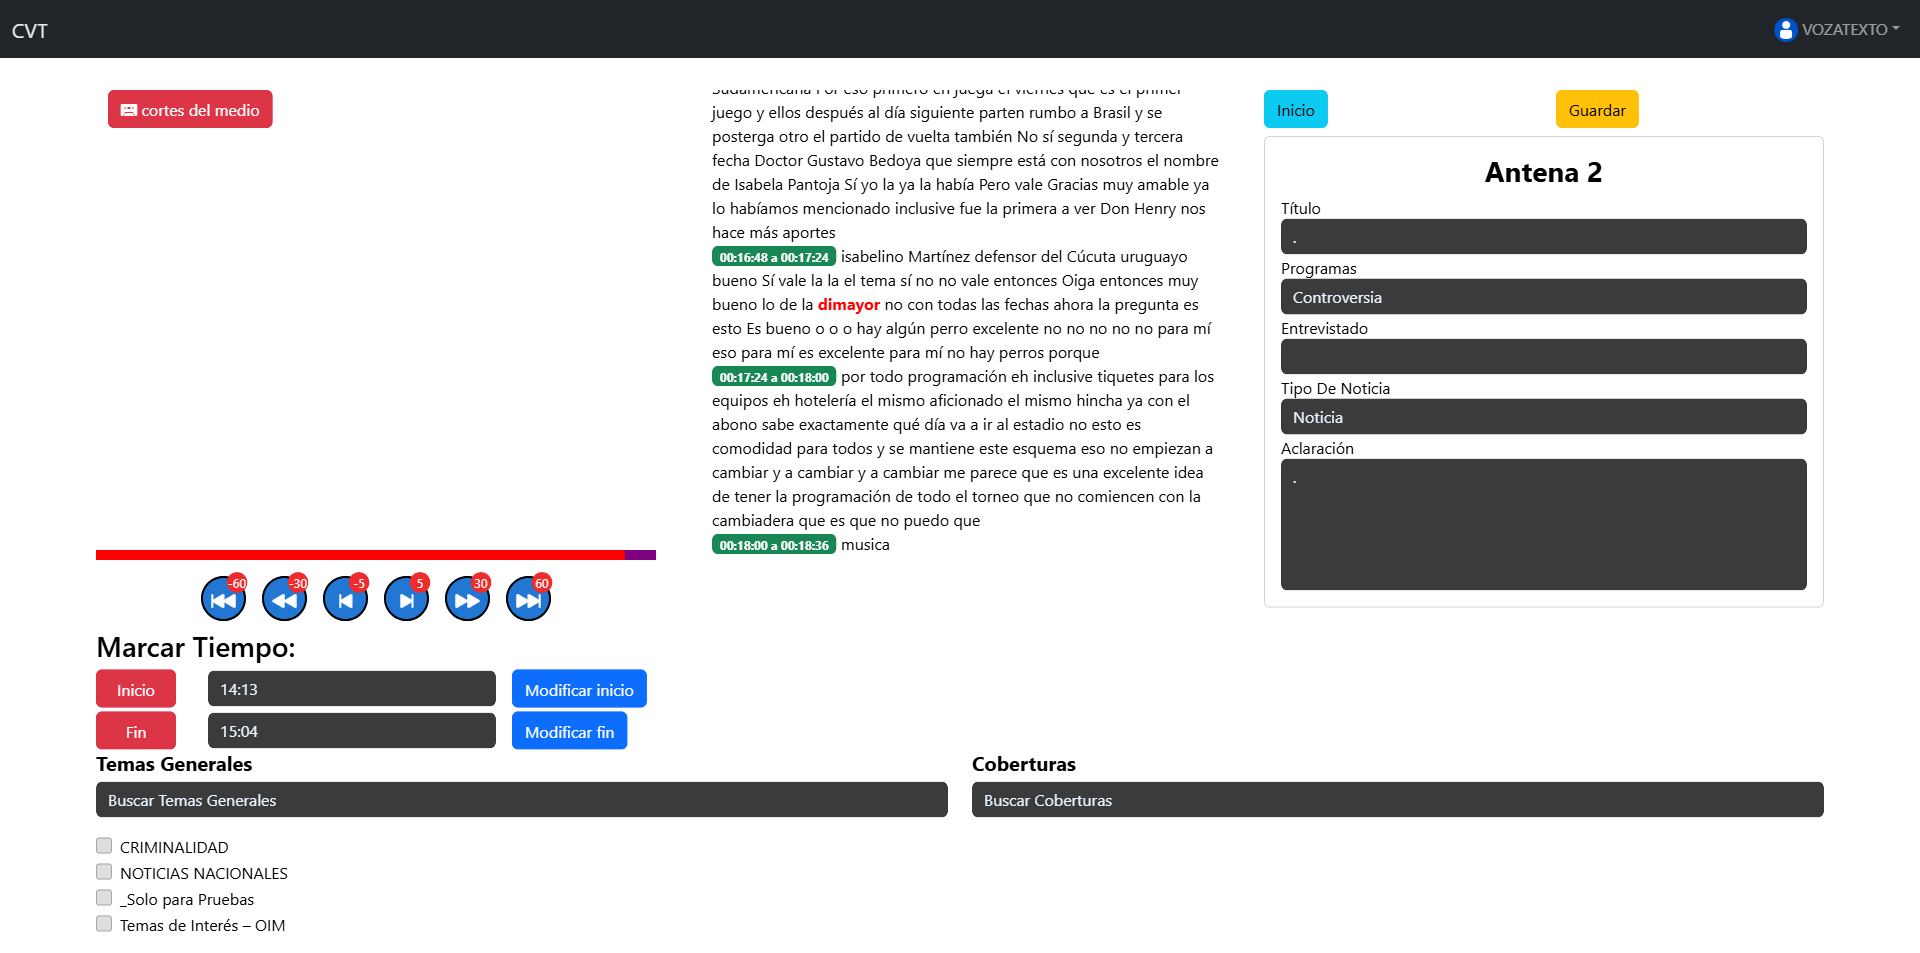 CVT
VOZATEXTO
cortes del medio
Sudamericana Por eso primero en juega el viernes que es el primer
juego y ellos después al día siguiente parten rumbo a Brasil y se
posterga otro el partido de vuelta también No sí segunda y tercera
fecha Doctor Gustavo Bedoya que siempre está con nosotros el nombre
de Isabela Pantoja Sí yo la ya la había Pero vale Gracias muy amable ya
lo habíamos mencionado inclusive fue la primera a ver Don Henry nos
hace más aportes
00:16:48 a 00:17:24 isabelino Martínez defensor del Cúcuta uruguayo
bueno Sí vale la la el tema sí no no vale entonces Oiga entonces muy
bueno lo de la dimayor no con todas las fechas ahora la pregunta es
esto Es bueno o o o hay algún perro excelente no no no no no para mí
eso para mí es excelente para mí no hay perros porque
00:17:24 a 00:18:00 por todo programación eh inclusive tiquetes para los
equipos eh hotelería el mismo aficionado el mismo hincha ya con el
abono sabe exactamente qué día va a ir al estadio no esto es
comodidad para todos y se mantiene este esquema eso no empiezan a
cambiar y a cambiar y a cambiar me parece que es una excelente idea
de tener la programación de todo el torneo que no comiencen con la
cambiadera que es que no puedo que
00:18:00 a 00:18:36 musica
Inicio
Guardar
Antena 2
Título
.
Programas
Controversia
Entrevistado
Tipo De Noticia
Noticia
Aclaración
.
-60 -30 -5 5 30 60
Marcar Tiempo:
Inicio 14:13 Modificar inicio
Fin 15:04 Modificar fin
Temas Generales
Buscar Temas Generales
CRIMINALIDAD
NOTICIAS NACIONALES
_Solo para Pruebas
Temas de Interés – OIM
Coberturas
Buscar Coberturas